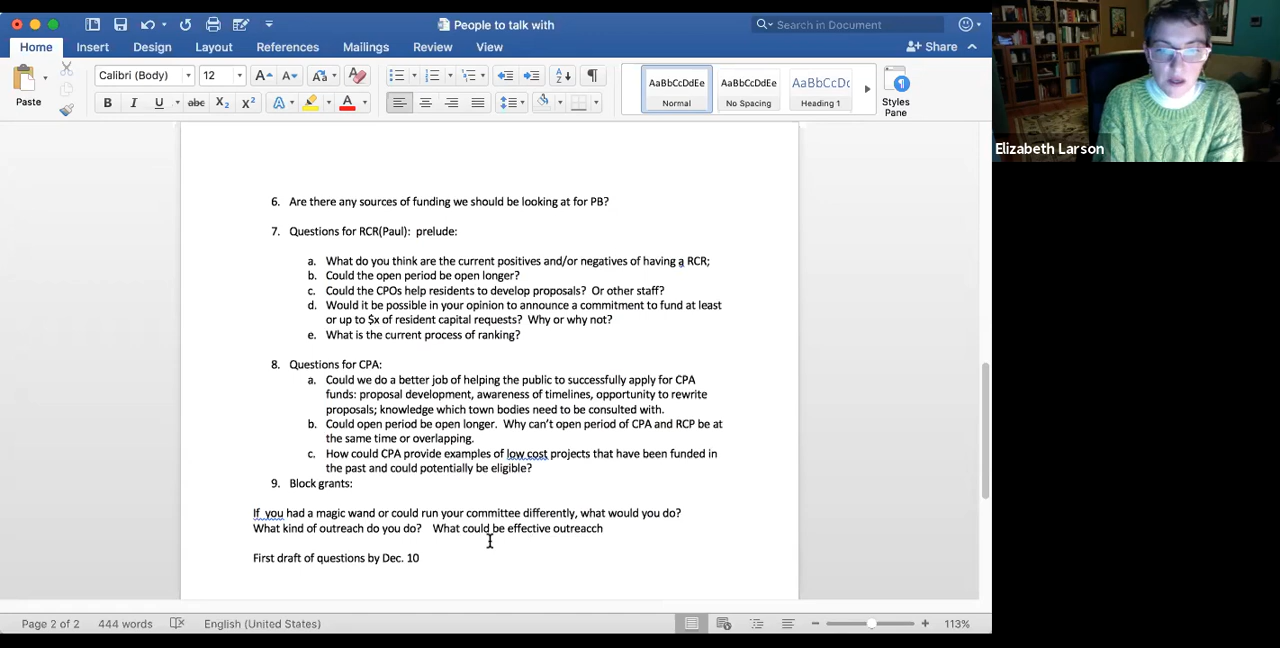 People to talk with
Search in Document
Home Insert Design Layout References Mailings Review View Share
Paste
Calibri (Body) 12
AaBbCcDdEe AaBbCcDdEe AaBbCcDc
Normal No Spacing Heading 1
Styles
Pane
Elizabeth Larson
6. Are there any sources of funding we should be looking at for PB?
7. Questions for RCR(Paul): prelude:
a. What do you think are the current positives and/or negatives of having a RCR;
b. Could the open period be open longer?
c. Could the CPOs help residents to develop proposals? Or other staff?
d. Would it be possible in your opinion to announce a commitment to fund at least
or up to $x of resident capital requests? Why or why not?
e. What is the current process of ranking?
8. Questions for CPA:
a. Could we do a better job of helping the public to successfully apply for CPA
funds: proposal development, awareness of timelines, opportunity to rewrite
proposals; knowledge which town bodies need to be consulted with.
b. Could open period be open longer. Why can't open period of CPA and RCP be at
the same time or overlapping.
c. How could CPA provide examples of low cost projects that have been funded in
the past and could potentially be eligible?
9. Block grants:
If you had a magic wand or could run your committee differently, what would you do?
What kind of outreach do you do? What could be effective outreacch
First draft of questions by Dec. 10
Page 2 of 2 444 words English (United States) 113%